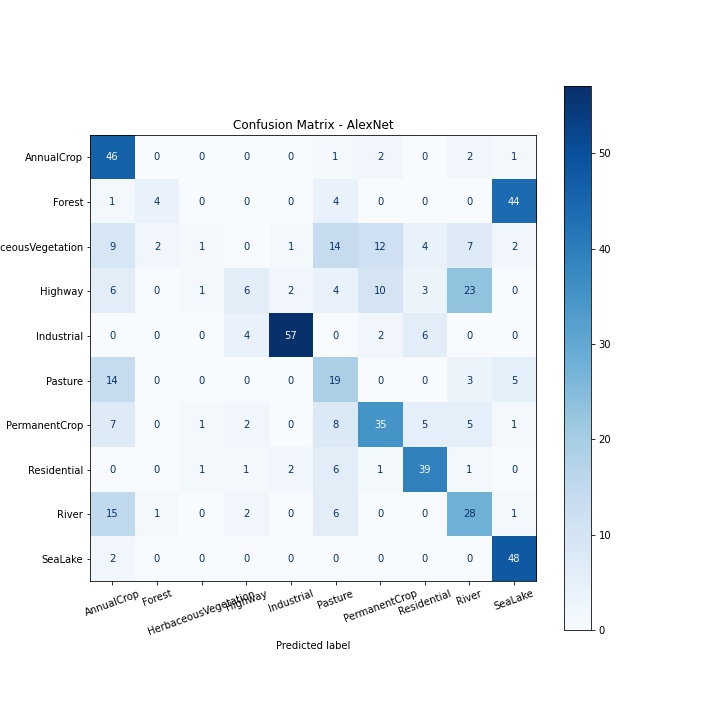 Confusion Matrix - AlexNet
AnnualCrop 46 0 0 0 0 1 2 0 2 1
Forest 1 4 0 0 0 4 0 0 0 44
ceousVegetation 9 2 1 0 1 14 12 4 7 2
Highway 6 0 1 6 2 4 10 3 23 0
Industrial 0 0 0 4 57 0 2 6 0 0
Pasture 14 0 0 0 0 19 0 0 3 5
PermanentCrop 7 0 1 2 0 8 35 5 5 1
Residential 0 0 1 1 2 6 1 39 1 0
River 15 1 0 2 0 6 0 0 28 1
SeaLake 2 0 0 0 0 0 0 0 0 48
AnnualCrop Forest HerbaceousVegetation Highway Industrial Pasture PermanentCrop Residential River SeaLake
Predicted label
50
40
30
20
10
0